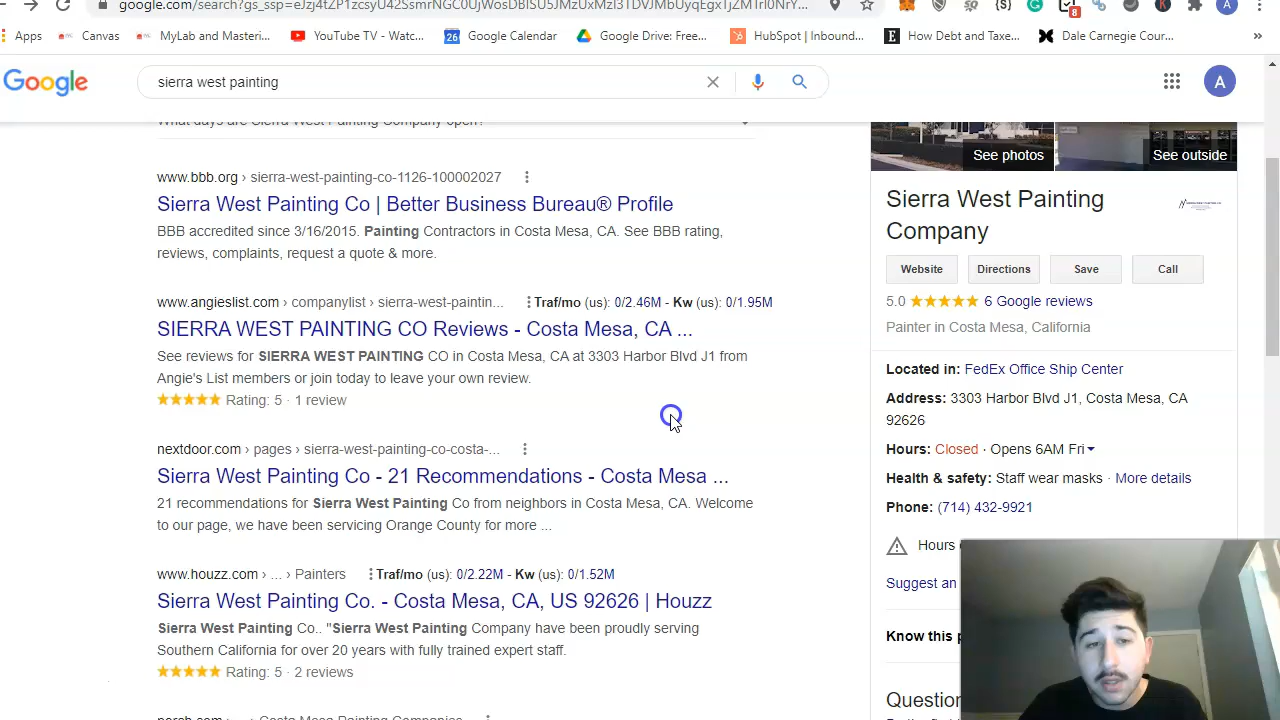 google.com/search?gs_ssp=eJzj4tZP1zcsyU42SsmrNGC0UjWosDBISU5JMzUxMzI3TDVJMbUyqEgxTjZMTrI0NrY...
8
A
Apps
Canvas
MyLab and Masteri...
YouTube TV - Watc...
26
Google Calendar
Google Drive: Free...
HubSpot | Inbound...
E
How Debt and Taxe...
Dale Carnegie Cour...
»
Google
sierra west painting
A
What days are Sierra West Painting Company open?
www.bbb.org › sierra-west-painting-co-1126-100002027
Sierra West Painting Co | Better Business Bureau® Profile
BBB accredited since 3/16/2015. Painting Contractors in Costa Mesa, CA. See BBB rating,
reviews, complaints, request a quote & more.
www.angieslist.com › companylist › sierra-west-paintin... Traf/mo (us): 0/2.46M - Kw (us): 0/1.95M
SIERRA WEST PAINTING CO Reviews - Costa Mesa, CA ...
See reviews for SIERRA WEST PAINTING CO in Costa Mesa, CA at 3303 Harbor Blvd J1 from
Angie's List members or join today to leave your own review.
Rating: 5 · 1 review
nextdoor.com › pages › sierra-west-painting-co-costa-...
Sierra West Painting Co - 21 Recommendations - Costa Mesa ...
21 recommendations for Sierra West Painting Co from neighbors in Costa Mesa, CA. Welcome
to our page, we have been servicing Orange County for more ...
www.houzz.com › ... › Painters Traf/mo (us): 0/2.22M - Kw (us): 0/1.52M
Sierra West Painting Co. - Costa Mesa, CA, US 92626 | Houzz
Sierra West Painting Co.. "Sierra West Painting Company have been proudly serving
Southern California for over 20 years with fully trained expert staff.
Rating: 5 · 2 reviews
Costa Mesa Painting Companies
See photos
See outside
Sierra West Painting
Company
Website
Directions
Save
Call
5.0 6 Google reviews
Painter in Costa Mesa, California
Located in: FedEx Office Ship Center
Address: 3303 Harbor Blvd J1, Costa Mesa, CA
92626
Hours: Closed · Opens 6AM Fri
Health & safety: Staff wear masks · More details
Phone: (714) 432-9921
Hours
Suggest an
Know this
Question